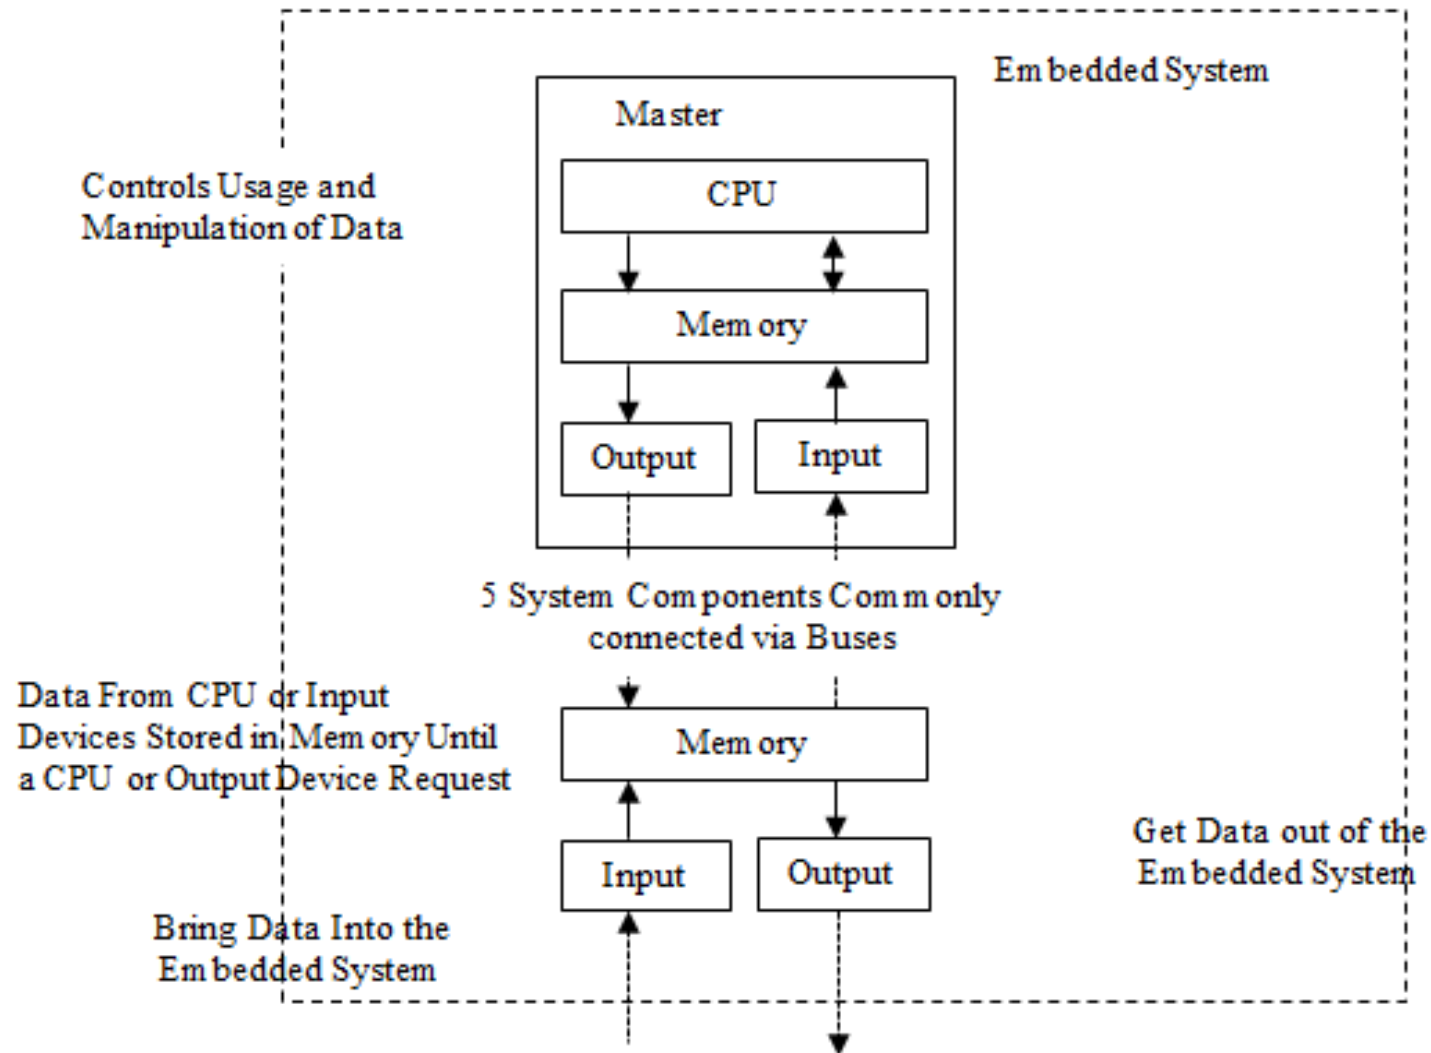 Embedded System
Master
CPU
Controls Usage and
Manipulation of Data
Memory
Output
Input
5 System Components Commonly
connected via Buses
Data From CPU or Input
Devices Stored in Memory Until
a CPU or Output Device Request
Memory
Get Data out of the
Embedded System
Input
Output
Bring Data Into the
Embedded System